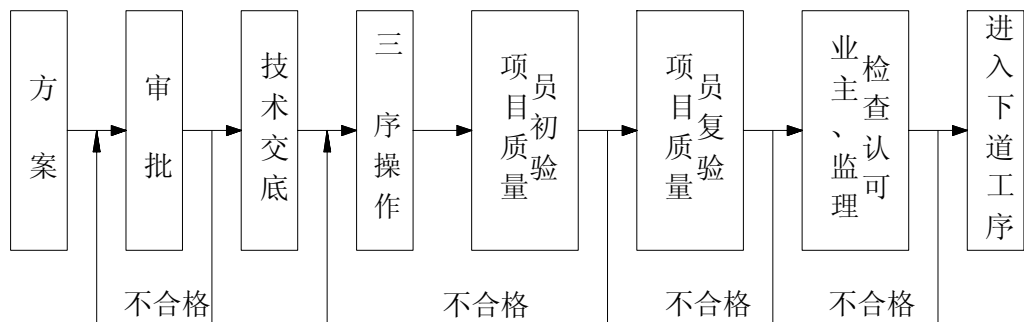 方案
审批
技术交底
三 序操作
项目质量
员初验
项目质量
员复验
业主、监理
检查认可
进入下道工序
不合格
不合格
不合格
不合格